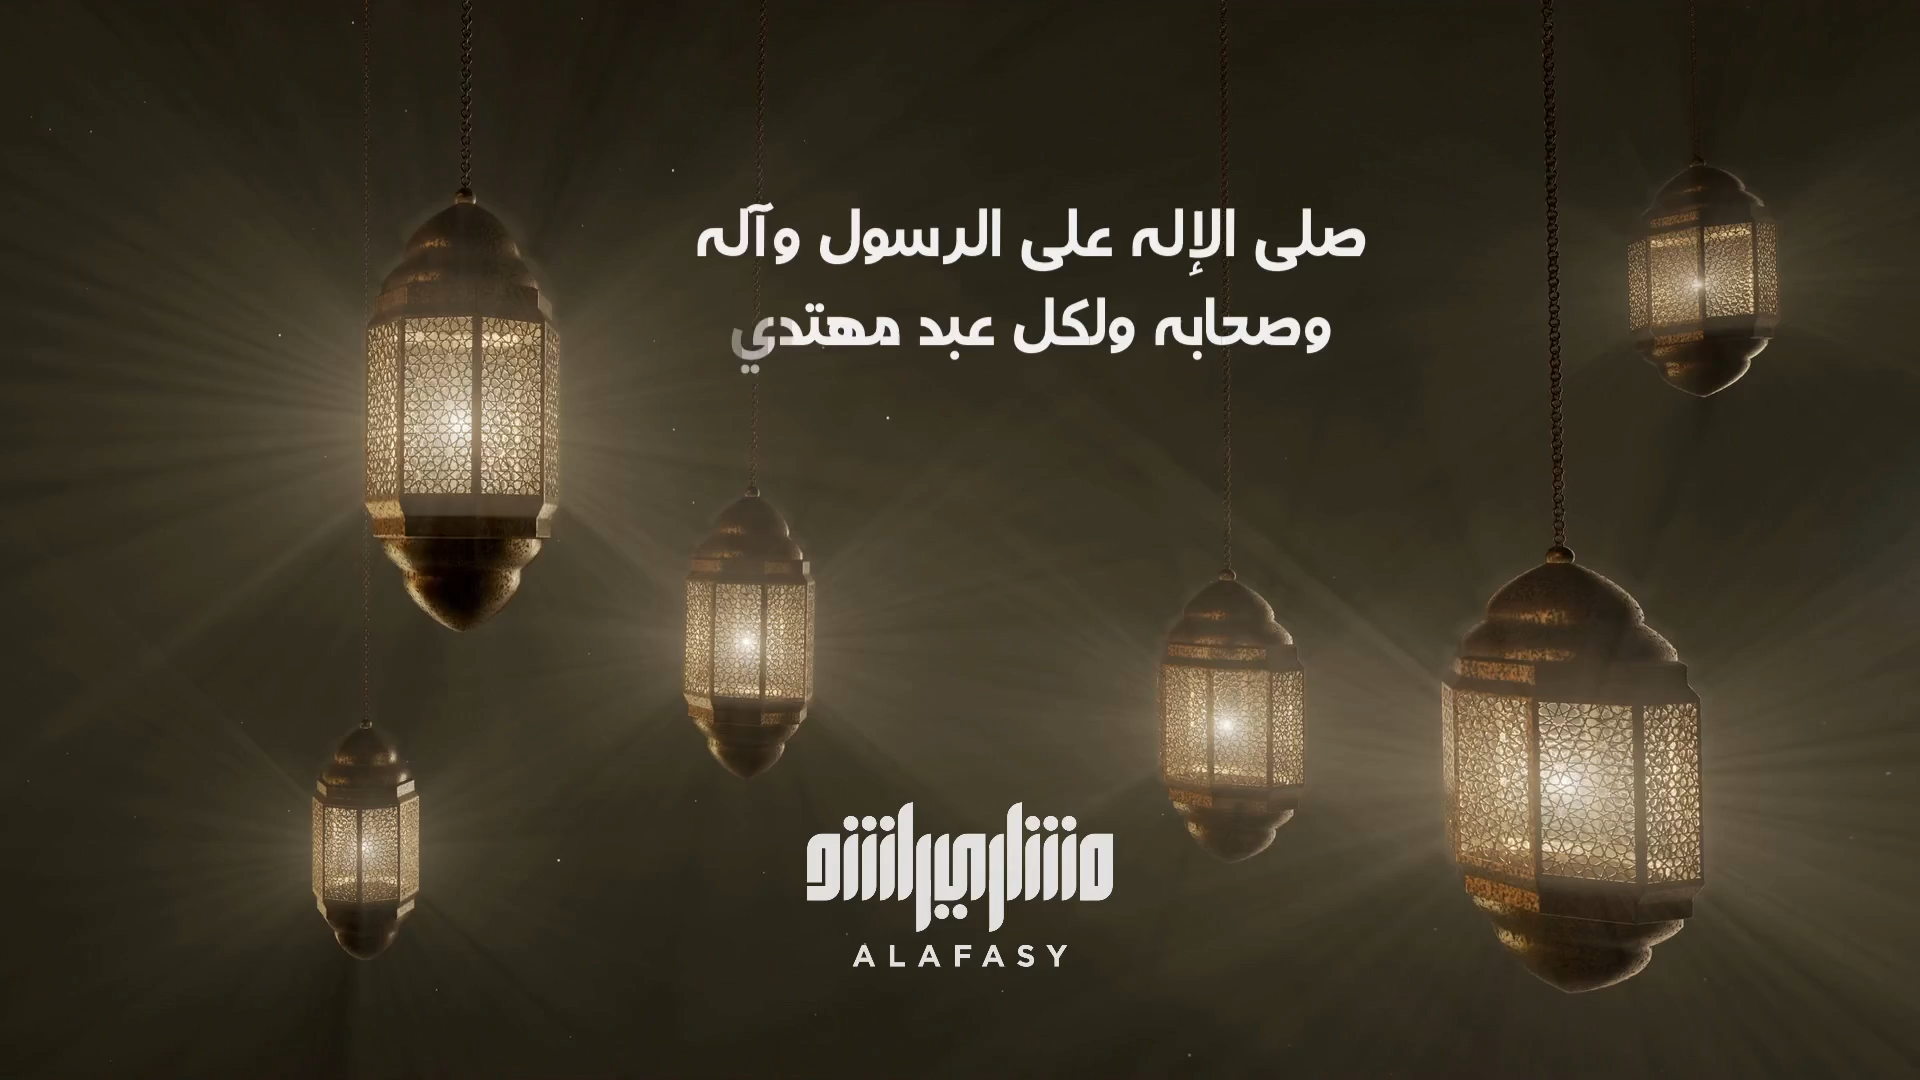 صلى الإله على الرسول وآله
وصحابه ولكل عبد مهتدي
مشاري راشد
ALAFASY